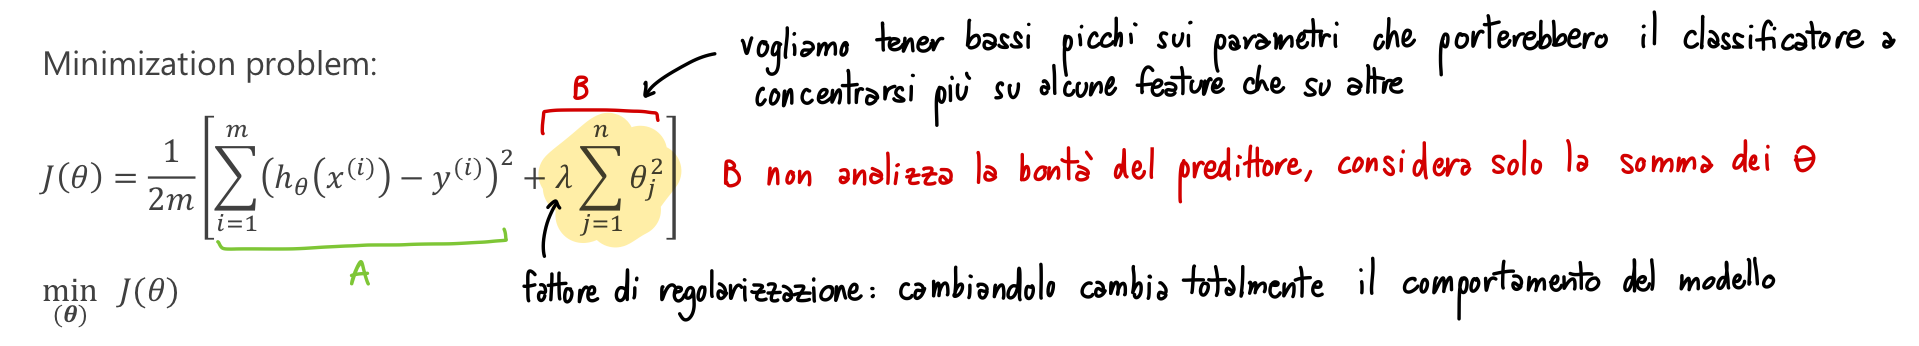 vogliamo tener bassi picchi sui parametri che porterebbero il classificatore a
concentrarsi più su alcune feature che su altre
Minimization problem:
B
J(θ) = 1/2m [ ∑_{i=1}^{m} (h_θ(x^{(i)}) − y^{(i)})^2 + λ ∑_{j=1}^{n} θ_j^2 ]
B non analizza la bontà del predittore, considera solo la somma dei θ
A
fattore di regolarizzazione: cambiandolo cambia totalmente il comportamento del modello
min_{(θ)} J(θ)